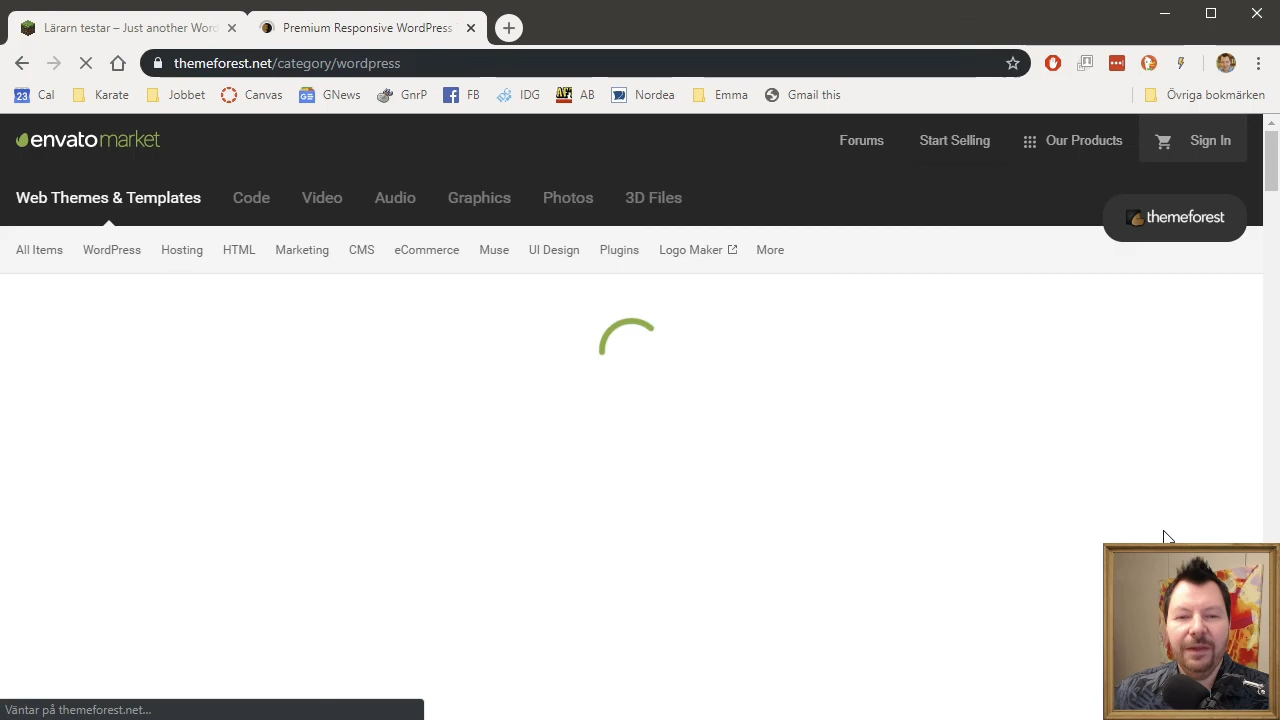 Lärarn testar – Just another Word
Premium Responsive WordPress
themeforest.net/category/wordpress
23 Cal Karate Jobbet Canvas GNews GnrP FB IDG AB Nordea Emma Gmail this Övriga bokmärken
envatomarket Forums Start Selling Our Products Sign In
Web Themes & Templates Code Video Audio Graphics Photos 3D Files
themeforest
All Items WordPress Hosting HTML Marketing CMS eCommerce Muse UI Design Plugins Logo Maker More
Väntar på themeforest.net...